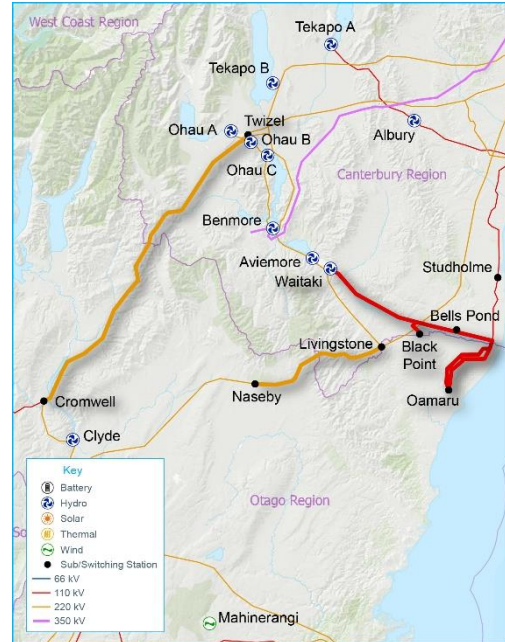 West Coast Region
Tekapo A
Tekapo B
Twizel
Ohau A
Ohau B
Albury
Ohau C
Canterbury Region
Benmore
Aviemore
Waitaki
Studholme
Bells Pond
Livingstone
Black
Point
Naseby
Oamaru
Cromwell
Clyde
Key
Battery
Hydro
Solar
Thermal
Wind
Sub/Switching Station
66 kV
110 kV
220 kV
350 kV
Otago Region
Mahinerangi